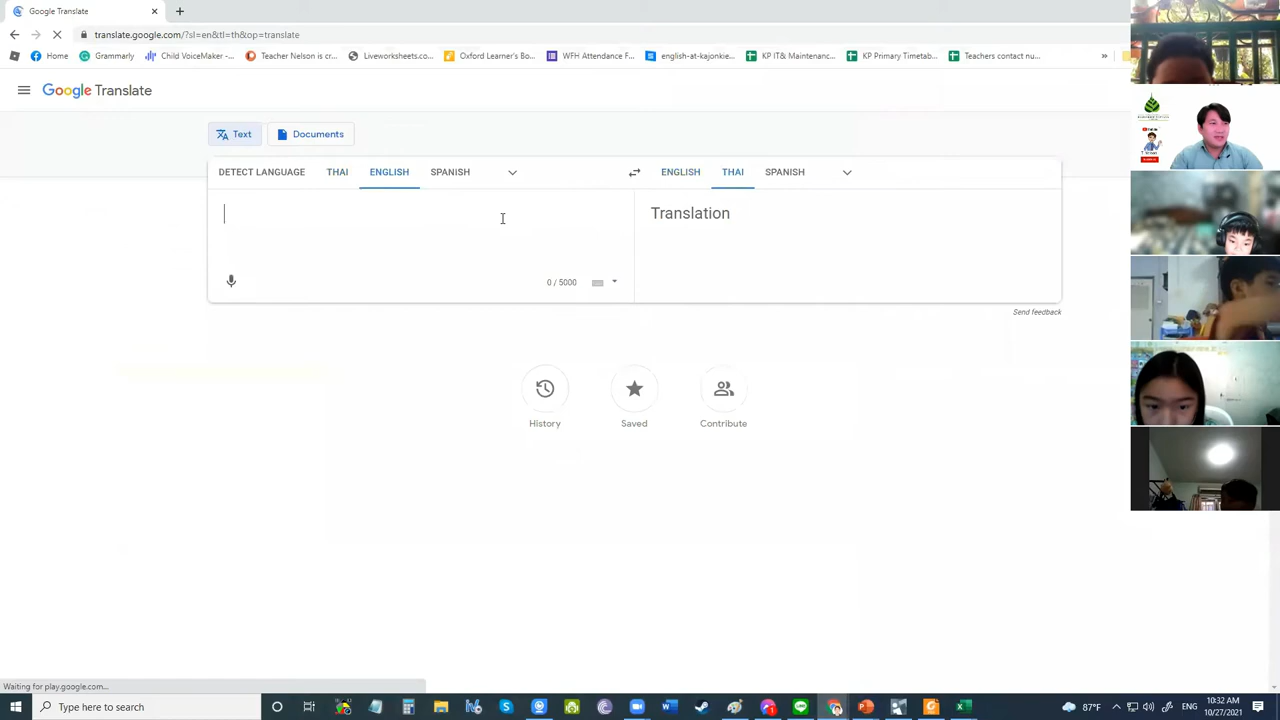 Google Translate
translate.google.com/?sl=en&tl=th&op=translate
Home
Grammarly
Child VoiceMaker -...
Teacher Nelson is cr...
Liveworksheets.co...
Oxford Learner's Bo...
WFH Attendance F...
english-at-kajonkie...
KP IT& Maintenanc...
KP Primary Timetab...
Teachers contact nu...
Google Translate
Text
Documents
DETECT LANGUAGE
THAI
ENGLISH
SPANISH
ENGLISH
THAI
SPANISH
Translation
0 / 5000
Send feedback
History
Saved
Contribute
Waiting for play.google.com...
Type here to search
87°F
ENG
10:32 AM
10/27/2021